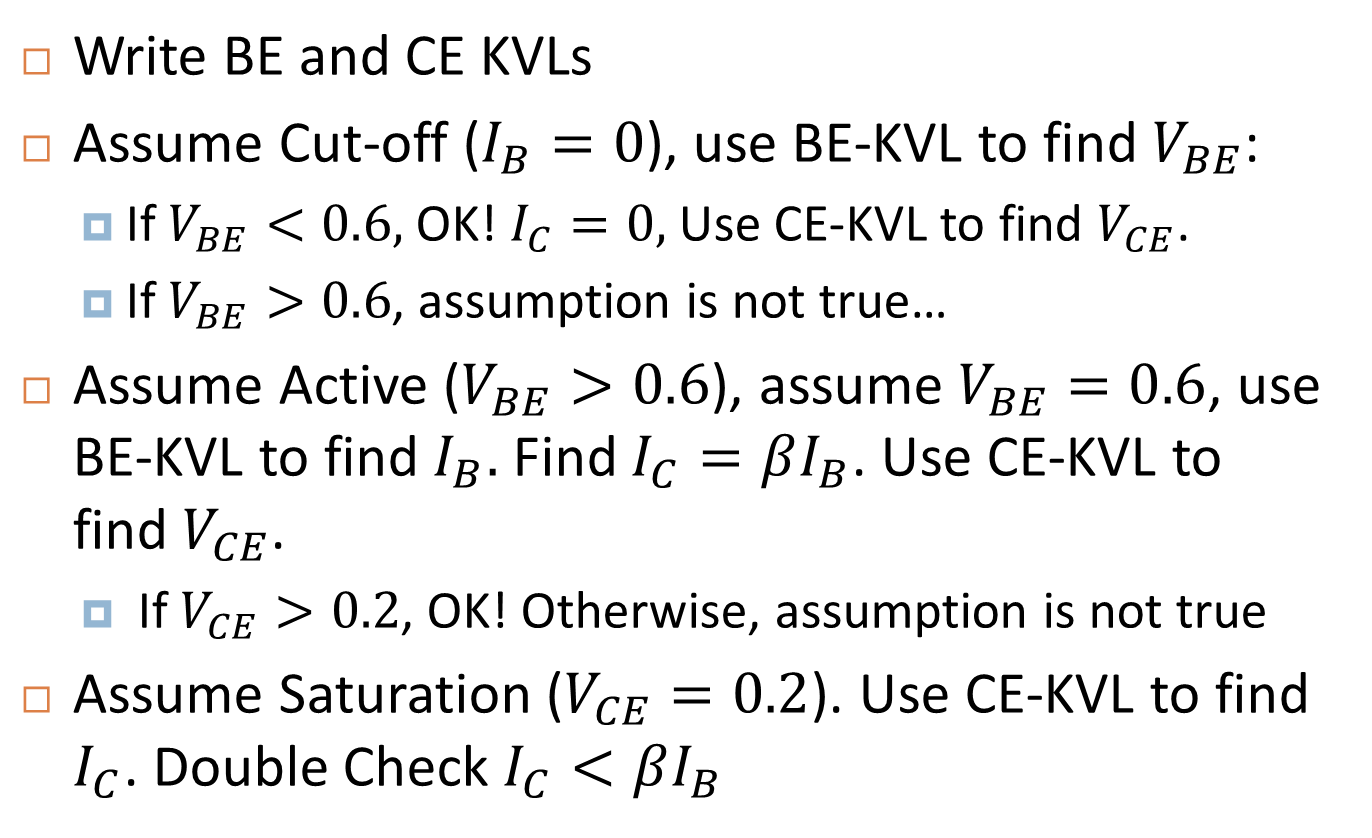 Write BE and CE KVLs
Assume Cut-off (I_B = 0), use BE-KVL to find V_BE:
If V_BE < 0.6, OK! I_C = 0, Use CE-KVL to find V_CE.
If V_BE > 0.6, assumption is not true…
Assume Active (V_BE > 0.6), assume V_BE = 0.6, use
BE-KVL to find I_B. Find I_C = βI_B. Use CE-KVL to
find V_CE.
If V_CE > 0.2, OK! Otherwise, assumption is not true
Assume Saturation (V_CE = 0.2). Use CE-KVL to find
I_C. Double Check I_C < βI_B